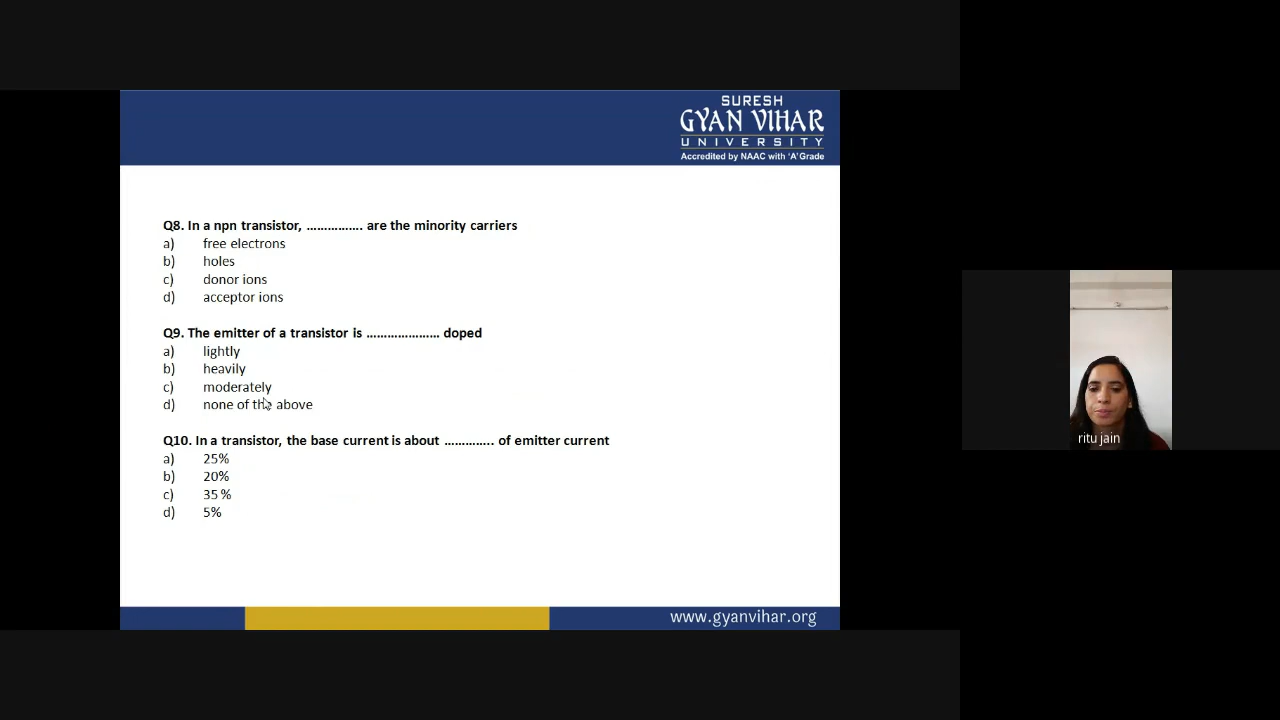 SURESH
GYAN VIHAR
UNIVERSITY
Accredited by NAAC with 'A' Grade
Q8. In a npn transistor, ................ are the minority carriers
a) free electrons
b) holes
c) donor ions
d) acceptor ions
Q9. The emitter of a transistor is ..................... doped
a) lightly
b) heavily
c) moderately
d) none of the above
Q10. In a transistor, the base current is about .............. of emitter current
a) 25%
b) 20%
c) 35 %
d) 5%
ritu jain
www.gyanvihar.org